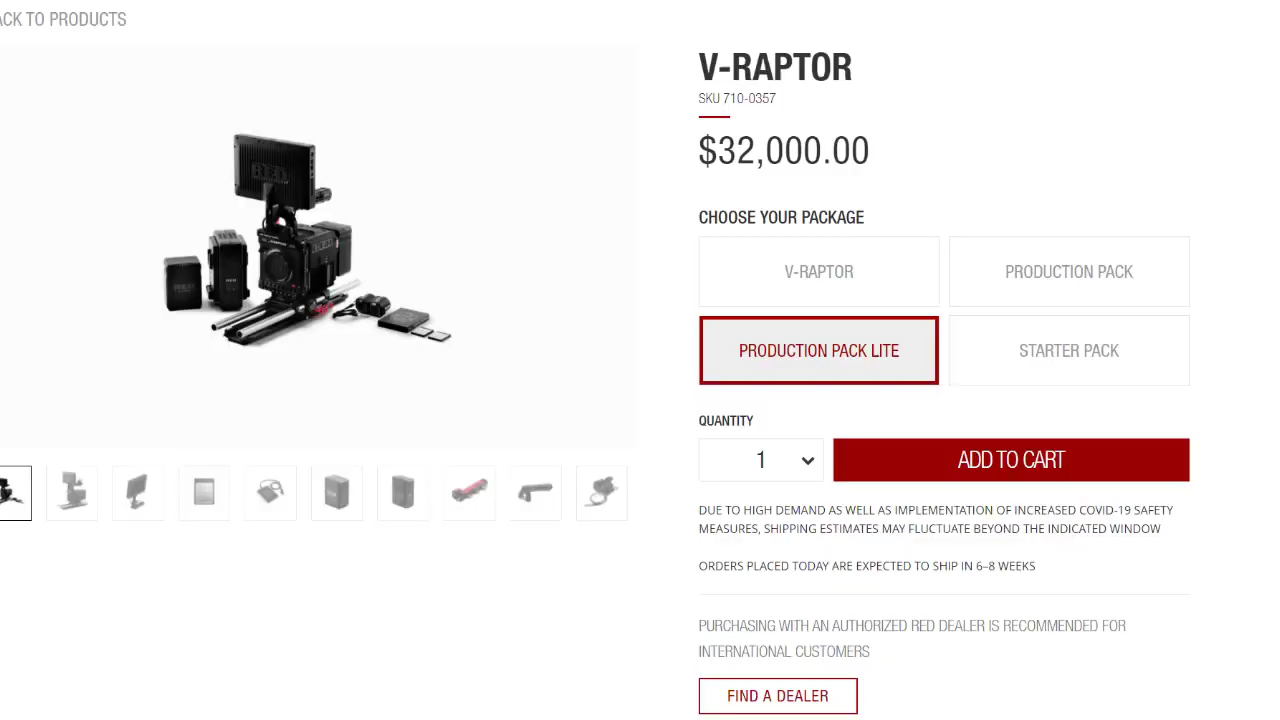 ACK TO PRODUCTS
V-RAPTOR
SKU 710-0357
$32,000.00
CHOOSE YOUR PACKAGE
V-RAPTOR
PRODUCTION PACK
PRODUCTION PACK LITE
STARTER PACK
QUANTITY
1
ADD TO CART
DUE TO HIGH DEMAND AS WELL AS IMPLEMENTATION OF INCREASED COVID-19 SAFETY
MEASURES, SHIPPING ESTIMATES MAY FLUCTUATE BEYOND THE INDICATED WINDOW
ORDERS PLACED TODAY ARE EXPECTED TO SHIP IN 6–8 WEEKS
PURCHASING WITH AN AUTHORIZED RED DEALER IS RECOMMENDED FOR
INTERNATIONAL CUSTOMERS
FIND A DEALER
RED